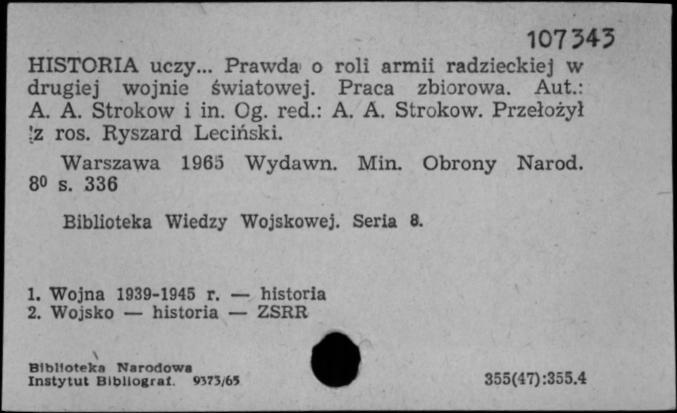 107343
HISTORIA uczy... Prawda o roli armii radzieckiej w
drugiej wojnie światowej. Praca zbiorowa. Aut.:
A. A. Strokow i in. Og. red.: A. A. Strokow. Przełożył
z ros. Ryszard Leciński.
Warszawa 1965 Wydawn. Min. Obrony Narod.
8⁰ s. 336
Biblioteka Wiedzy Wojskowej. Seria 8.
1. Wojna 1939-1945 r. — historia
2. Wojsko — historia — ZSRR
Biblioteka Narodowa
Instytut Bibliograf. 9373/65
355(47):355.4